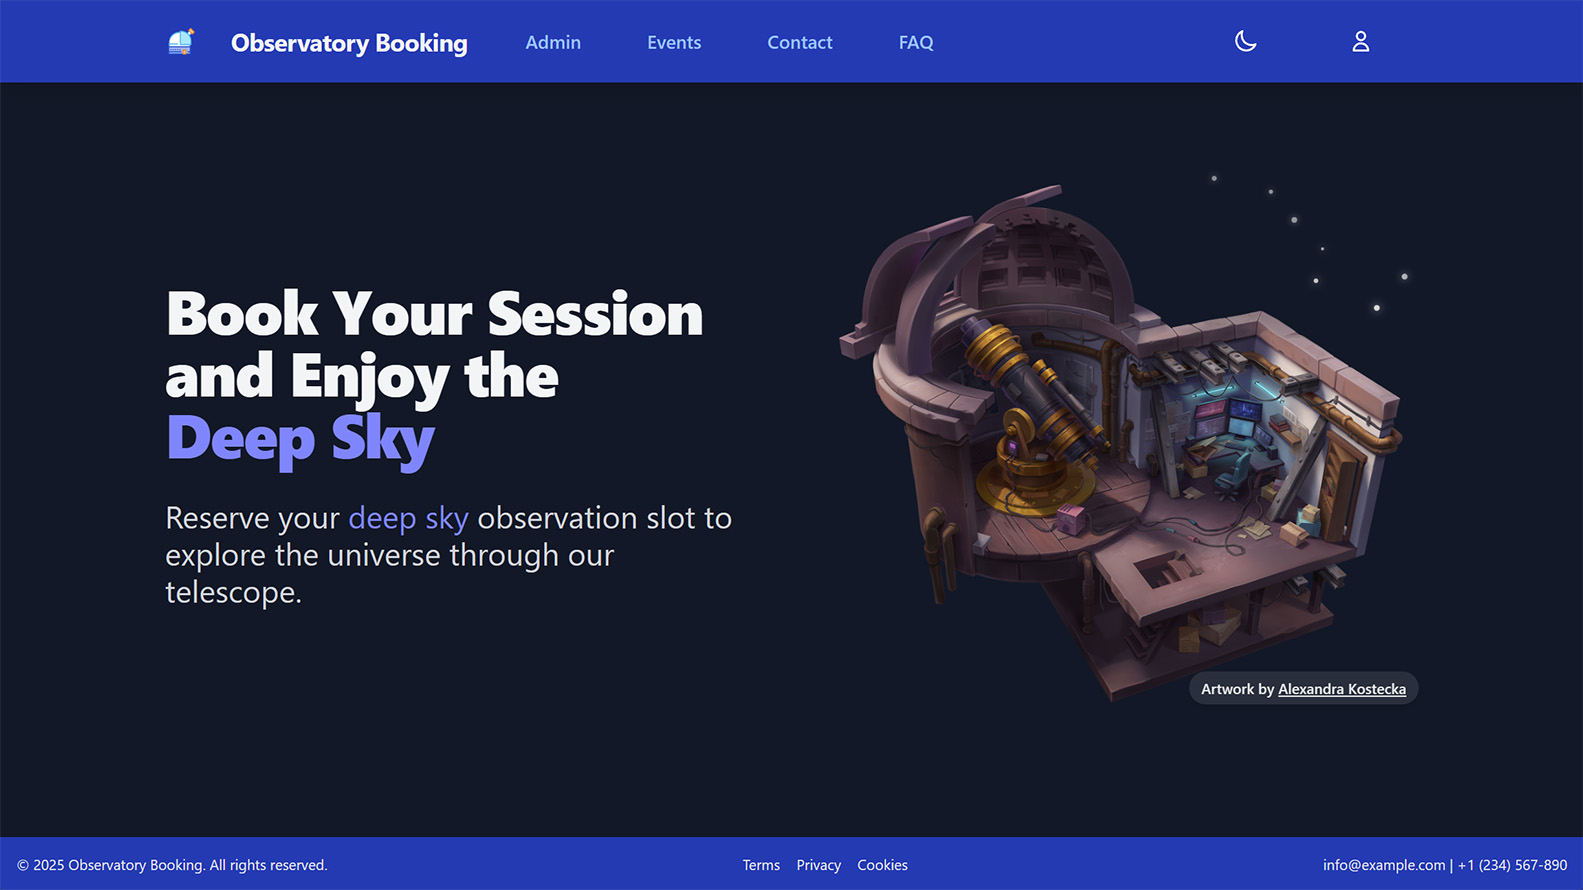 Observatory Booking
Admin
Events
Contact
FAQ
Book Your Session
and Enjoy the
Deep Sky
Reserve your deep sky observation slot to
explore the universe through our
telescope.
Artwork by Alexandra Kostecka
© 2025 Observatory Booking. All rights reserved.
Terms
Privacy
Cookies
info@example.com | +1 (234) 567-890